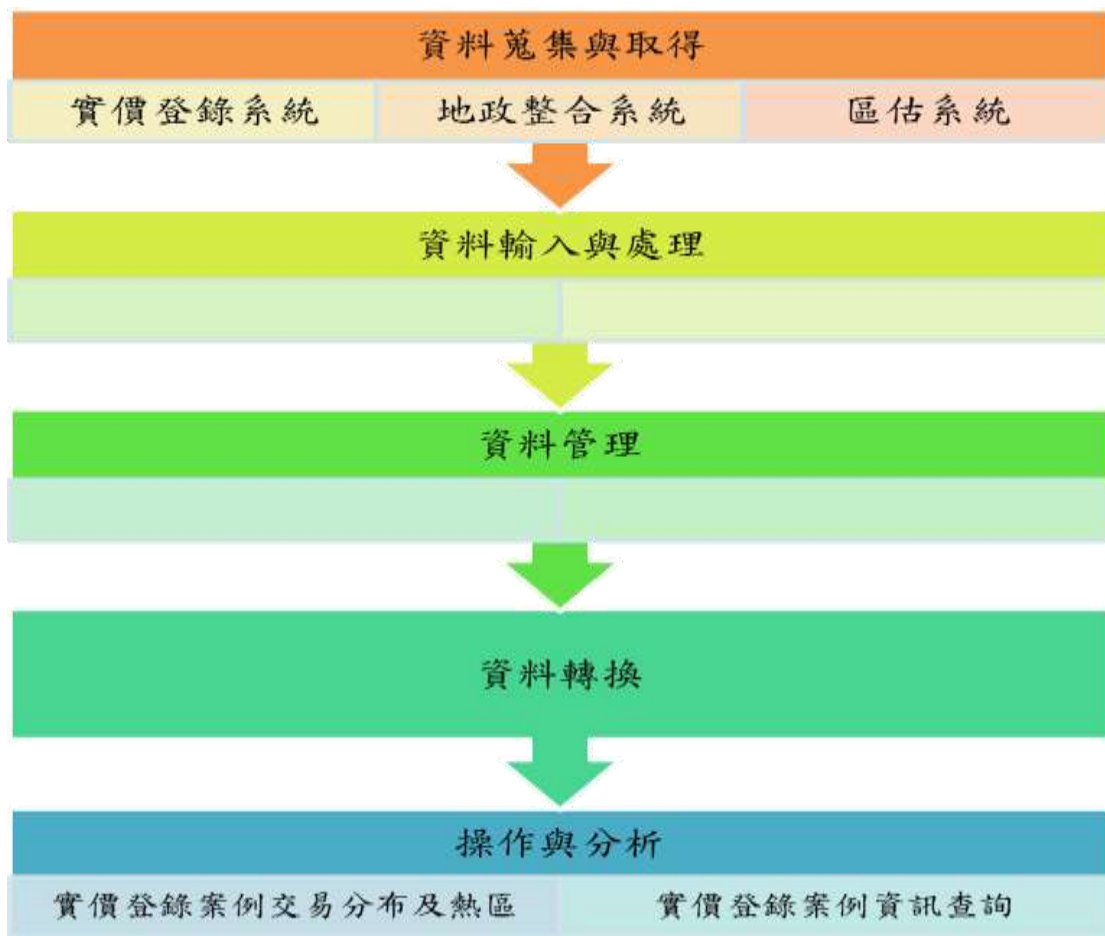 資料蒐集與取得
實價登錄系統 地政整合系統 區估系統
資料輸入與處理
資料管理
資料轉換
操作與分析
實價登錄案例交易分布及熱區 實價登錄案例資訊查詢